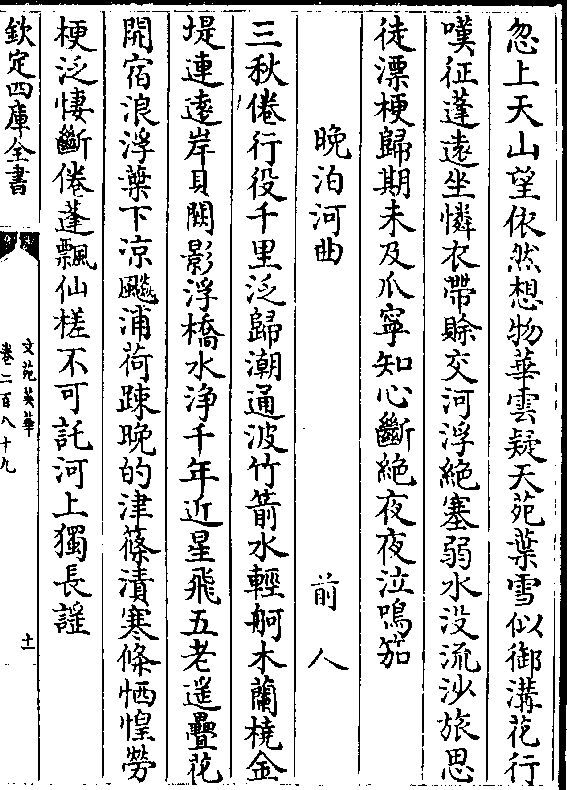 忽上天山望依然想物華雲疑天苑葉雪似御溝花行
嘆征蓬遠坐憐衣帶賖交河浮絶塞弱水没流沙旅思
徒漂梗歸期未及爪寧知心斷絶夜夜泣鳴笳
晚泊河曲 前人
三秋倦行役千里泛歸潮通波竹箭水輕舸木蘭橈金
堤連遠岸貝闕影浮橋水浄千年近星飛五老遥疊花
開宿浪浮葉下涼飇浦荷踈晚的津篠漬寒條恓惶勞
梗泛悽斷倦蓬飄仙槎不可託河上獨長謡
欽定四庫全書
文苑英華
卷二百八十九
十一